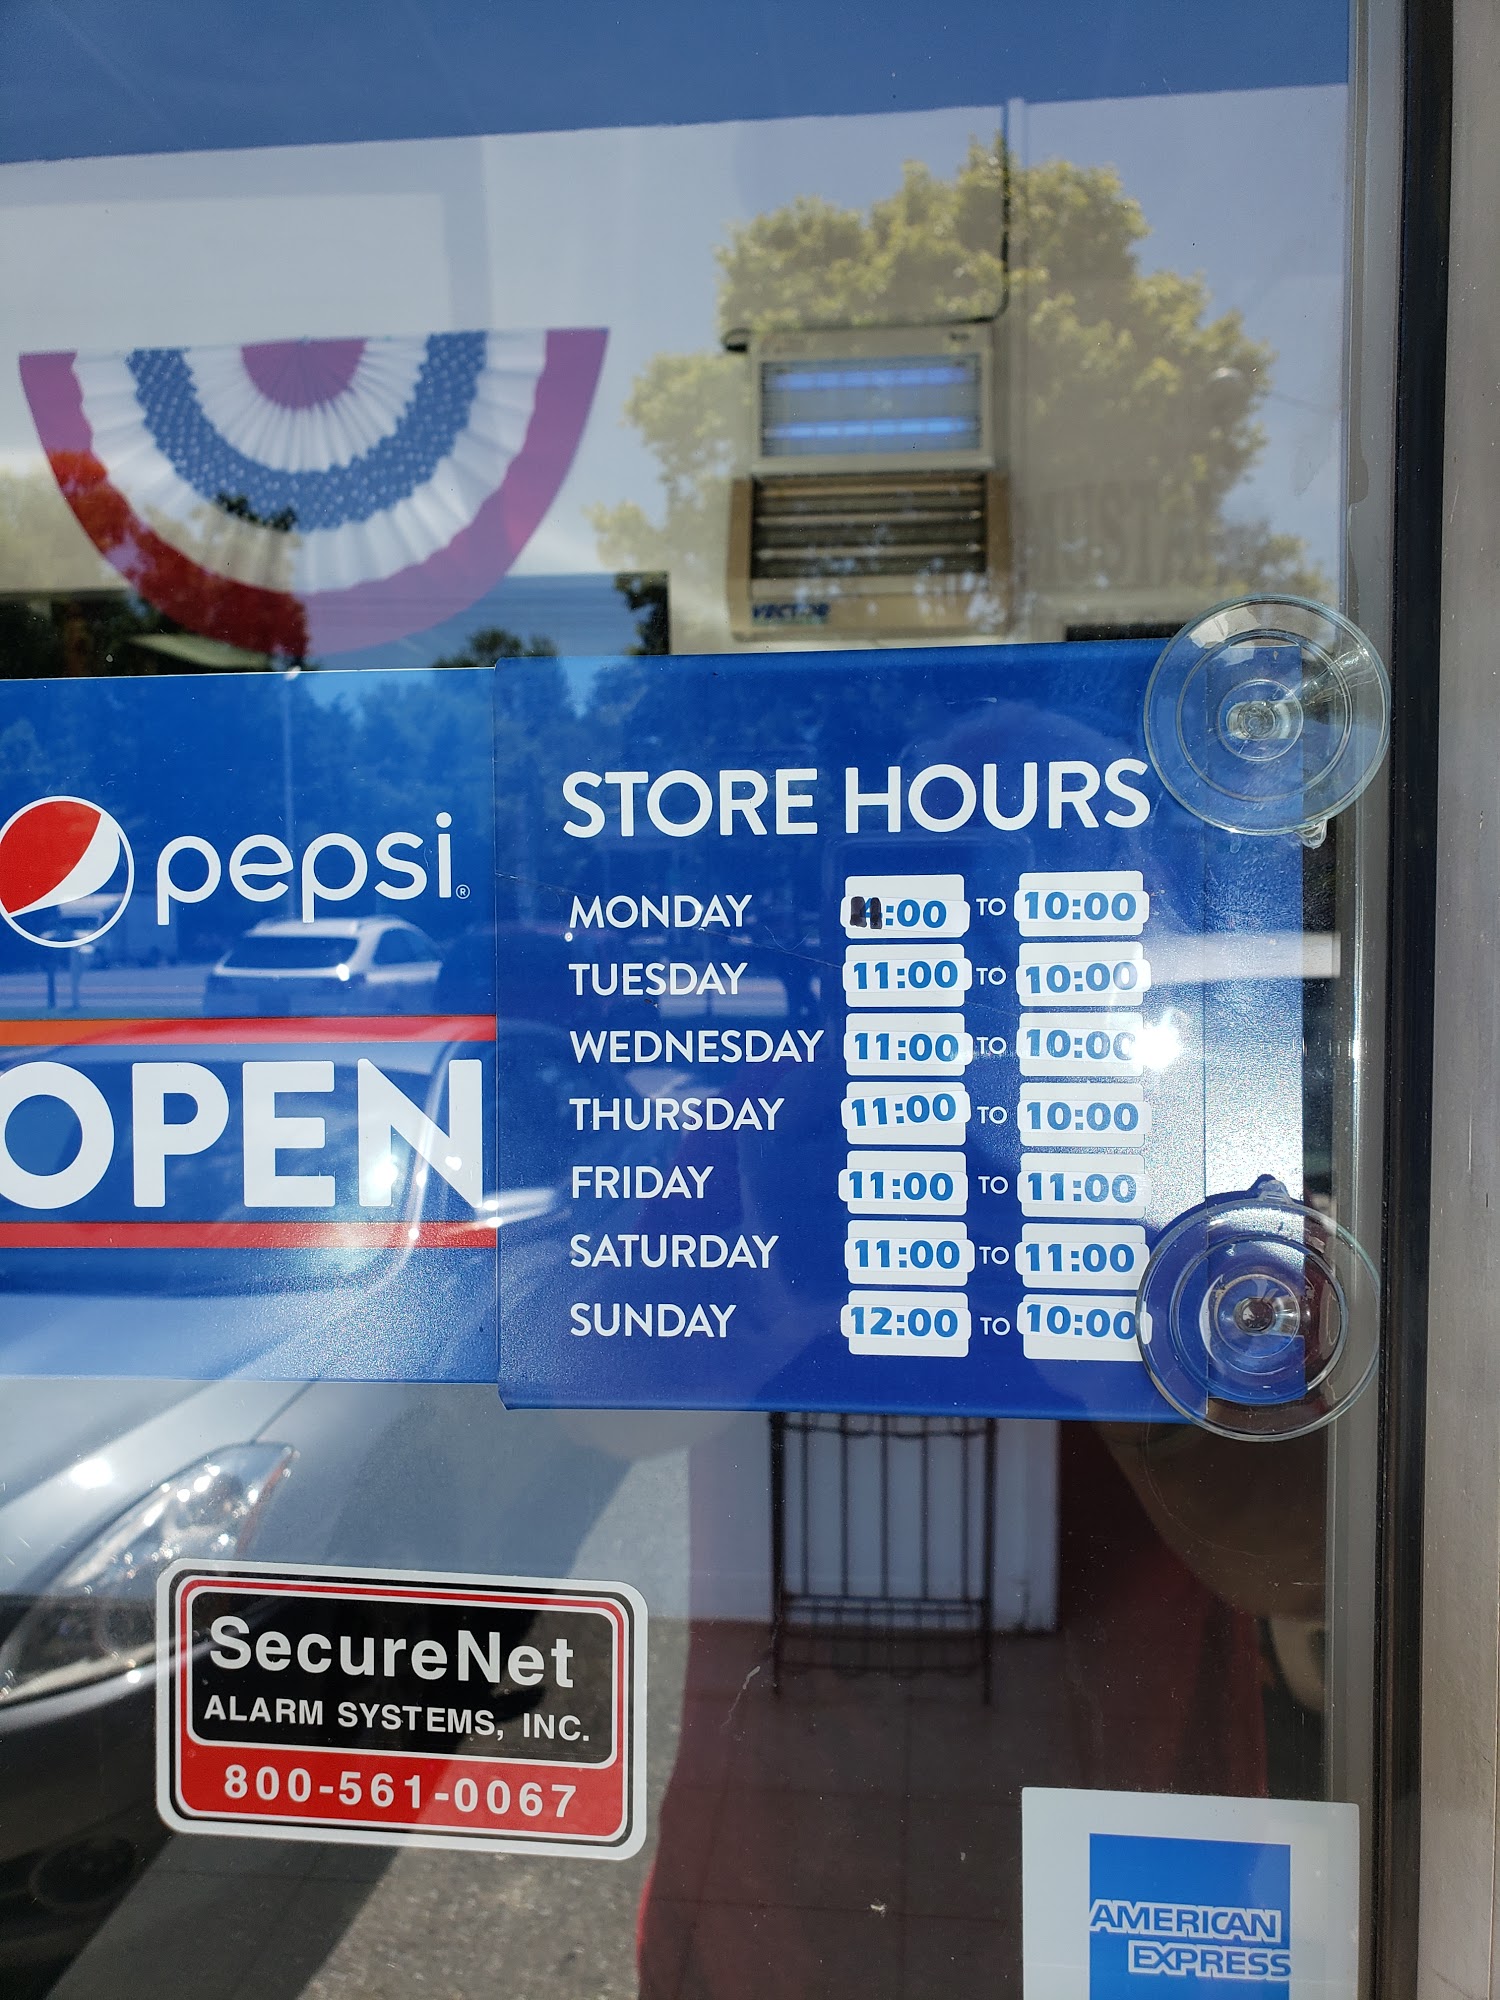 VECTOR
pepsi®
OPEN
STORE HOURS
MONDAY 11:00 TO 10:00
TUESDAY 11:00 TO 10:00
WEDNESDAY 11:00 TO 10:00
THURSDAY 11:00 TO 10:00
FRIDAY 11:00 TO 11:00
SATURDAY 11:00 TO 11:00
SUNDAY 12:00 TO 10:00
SecureNet
ALARM SYSTEMS, INC.
800-561-0067
AMERICAN
EXPRESS